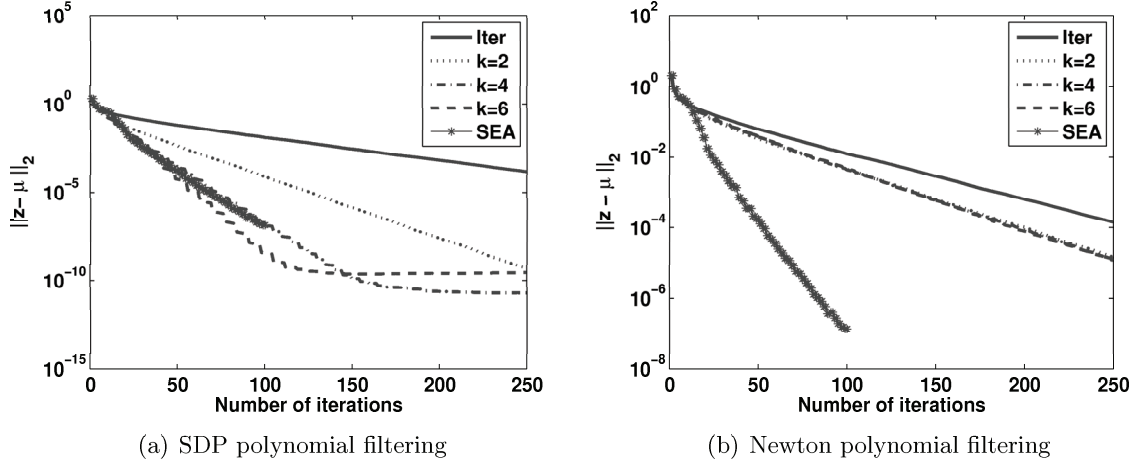 10^5
10^0
10^-5
10^-10
10^-15
||z- μ ||_2
0
50
100
150
200
250
Number of iterations
Iter
k=2
k=4
k=6
SEA
(a) SDP polynomial filtering
10^2
10^0
10^-2
10^-4
10^-6
10^-8
||z - μ ||_2
0
50
100
150
200
250
Number of iterations
Iter
k=2
k=4
k=6
SEA
(b) Newton polynomial filtering